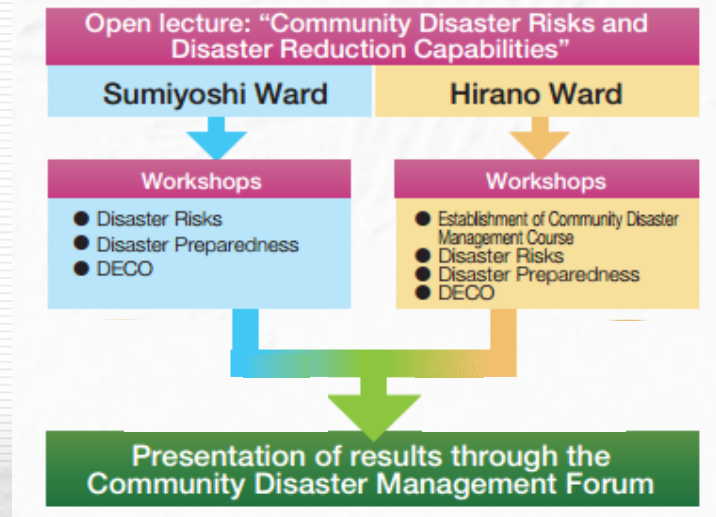 Open lecture: “Community Disaster Risks and
Disaster Reduction Capabilities”
Sumiyoshi Ward
Hirano Ward
Workshops
● Disaster Risks
● Disaster Preparedness
● DECO
Workshops
● Establishment of Community Disaster
Management Course
● Disaster Risks
● Disaster Preparedness
● DECO
Presentation of results through the
Community Disaster Management Forum